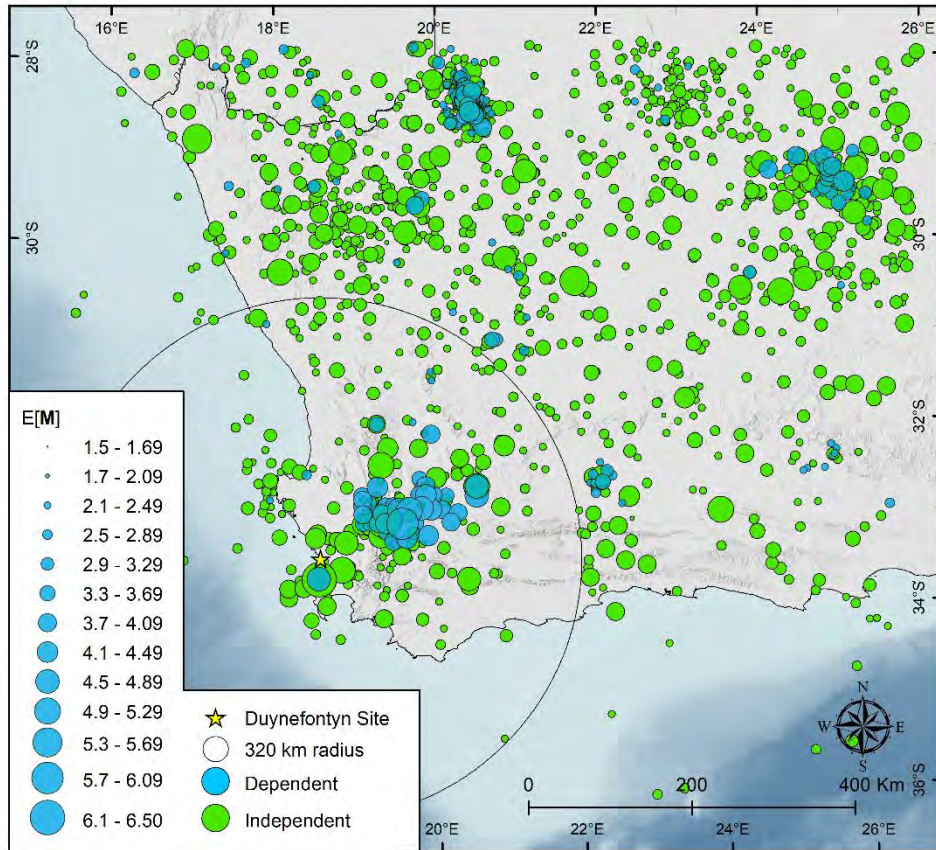 16°E 18°E 20°E 22°E 24°E 26°E
28°S
28°S
30°S
30°S
32°S
34°S
36°S
E[M]
1.5 - 1.69
1.7 - 2.09
2.1 - 2.49
2.5 - 2.89
2.9 - 3.29
3.3 - 3.69
3.7 - 4.09
4.1 - 4.49
4.5 - 4.89
4.9 - 5.29
5.3 - 5.69
5.7 - 6.09
6.1 - 6.50
Duynefontyn Site
320 km radius
Dependent
Independent
N
W E
S
0 200 400 Km
20°E 22°E 24°E 26°E